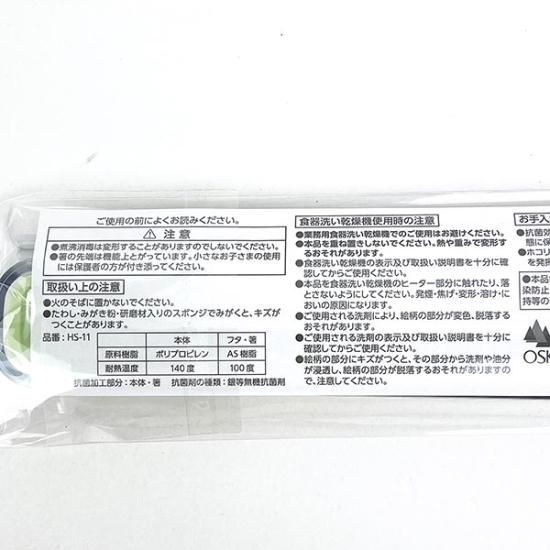 ご使用の前によくお読みください。
⚠ 注意
●煮沸消毒は変形することがありますのでしないでください。
●箸の先端は機能上とがっています。小さなお子さまの使用
には保護者の方が付き添ってください。
取扱い上の注意
●火のそばに置かないでください。
●たわし・みがき粉・研磨材入りのスポンジでみがくと、キズが
つくことがあります。
品番:HS-11
本体 フタ・箸
原料樹脂 ポリプロピレン AS樹脂
耐熱温度 140度 100度
抗菌加工部分:本体・箸 抗菌剤の種類:銀等無機抗菌剤
食器洗い乾燥機使用時の注意
●業務用食器洗い乾燥機でのご使用はお避けください。
●本品を重ね置きしないでください。熱や重みで変形す
るおそれがあります。
●食器洗い乾燥機の表示及び取扱い説明書を十分に確
認してからご使用ください。
●本品を食器洗い乾燥機のヒーター部分に触れたり、落
とさないようにしてください。発煙・焦げ・変形・溶け・に
おいの原因になります。
●ご使用される洗剤により、絵柄の部分が変色、脱落する
おそれがあります。
●ご使用される洗剤の表示及び取扱い説明書を十分に
確認してからご使用ください。
●絵柄の部分にキズがつくと、その部分から洗剤や油分
が浸透し、絵柄の部分が脱落するおそれがありますの
で、注意してください。
お手入
●抗菌効
態に保
を発揮
●ホコリ
染防止
持等の
OSK